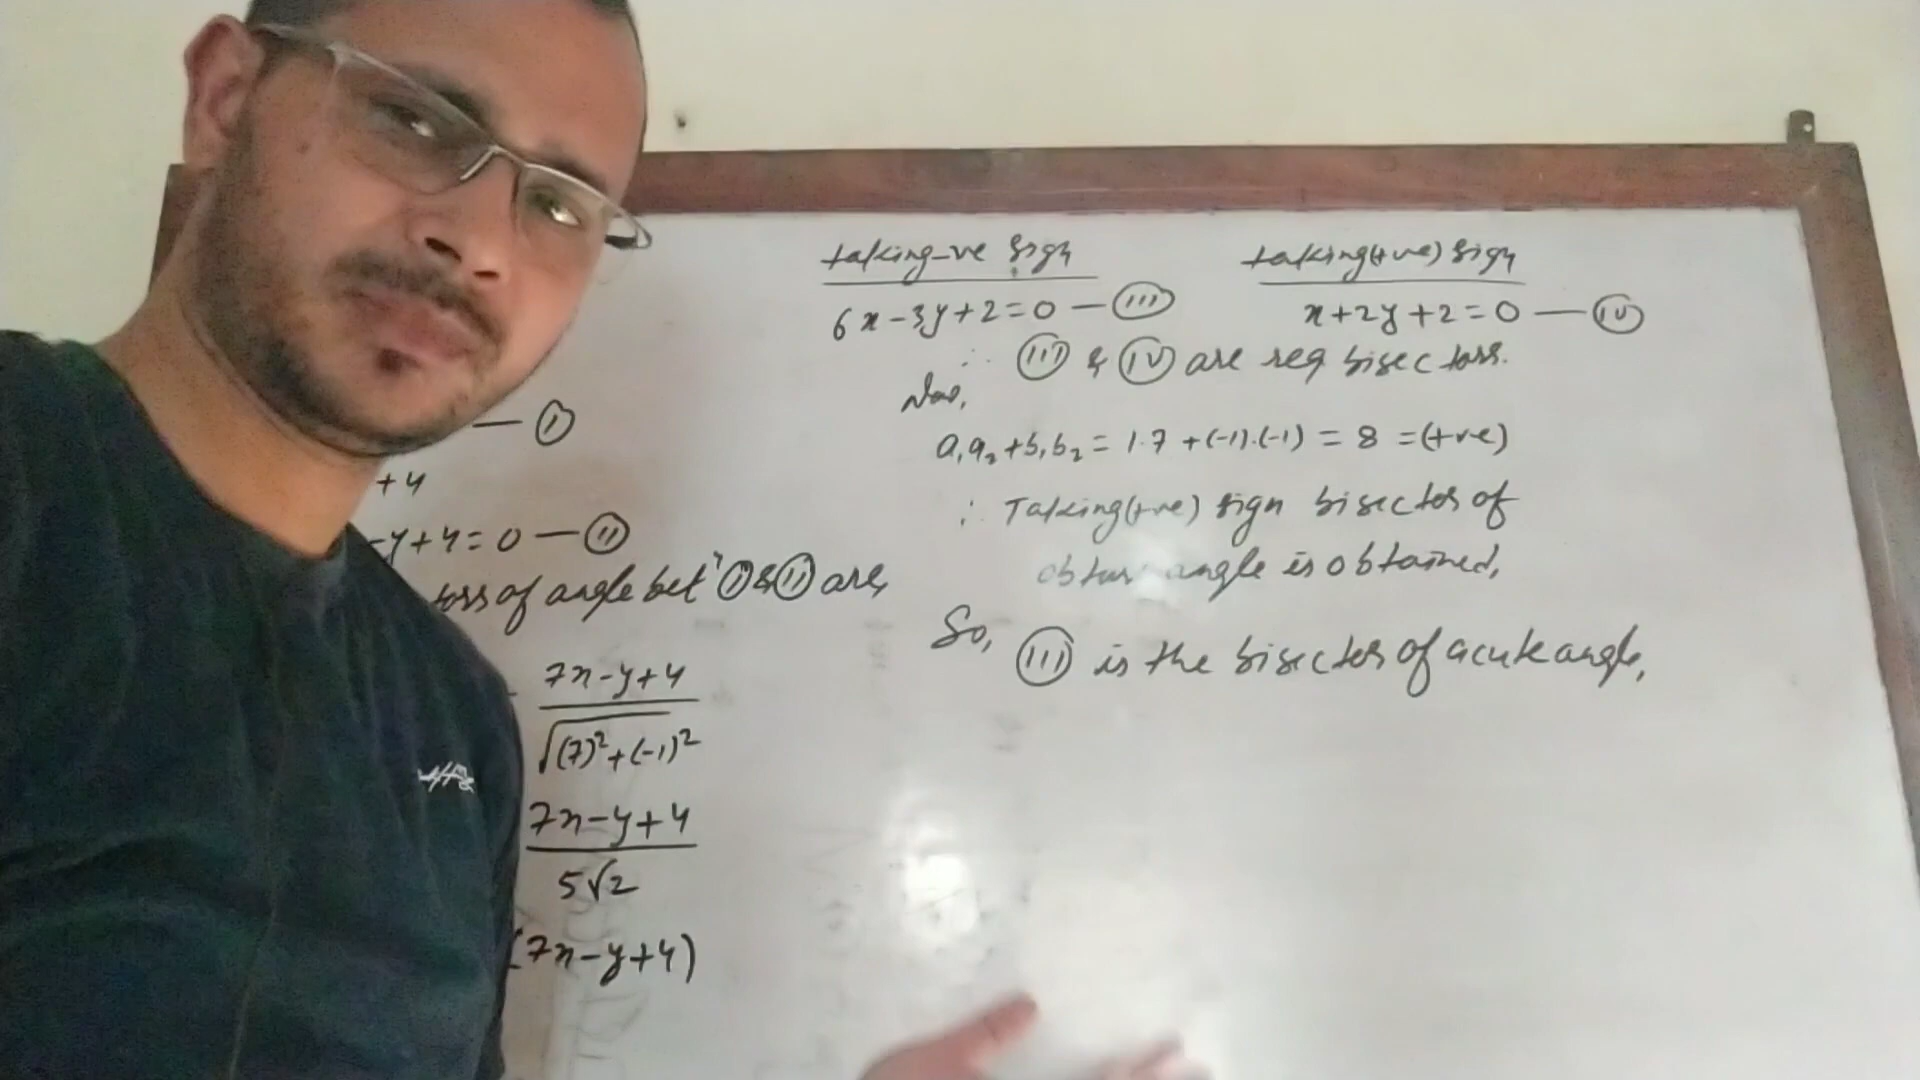 — (I)
+4
-y+4=0 — (II)
tors of angle betⁿ (I) & (II) are,
7x-y+4
√(7)²+(-1)²
7x-y+4
5√2
(7x-y+4)
taking -ve sign
6x-3y+2=0 — (III)
taking (+ve) sign
x+2y+2=0 — (IV)
∴ (III) & (IV) are req bisectors.
Now,
a₁a₂+b₁b₂ = 1.7 +(-1).(-1) = 8 =(+ve)
∴ Taking (+ve) sign bisector of
obtus angle is obtained,
So, (III) is the bisector of acute angle,